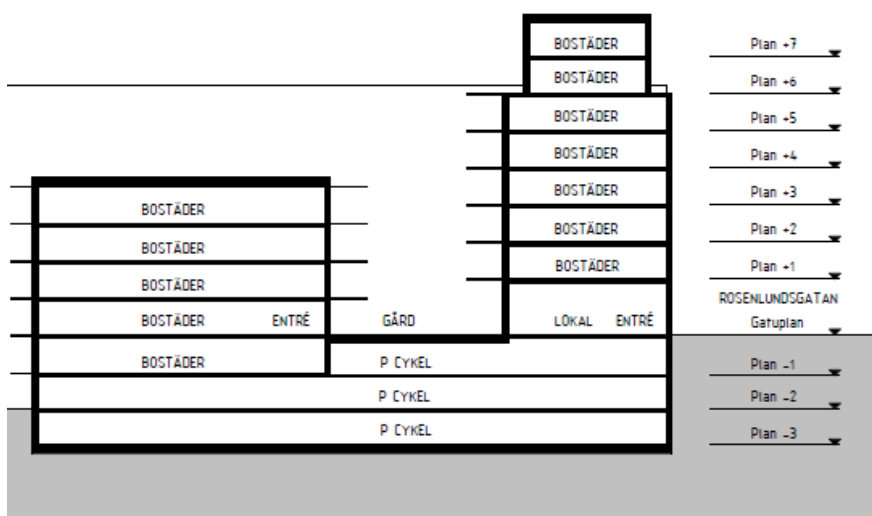 BOSTÄDER Plan +7
BOSTÄDER Plan +6
BOSTÄDER Plan +5
BOSTÄDER Plan +4
BOSTÄDER BOSTÄDER Plan +3
BOSTÄDER BOSTÄDER Plan +2
BOSTÄDER BOSTÄDER Plan +1
ROSENLUNDSGATAN
BOSTÄDER ENTRÉ GÅRD LOKAL ENTRÉ Gatuplan
BOSTÄDER P CYKEL Plan -1
P CYKEL Plan -2
P CYKEL Plan -3